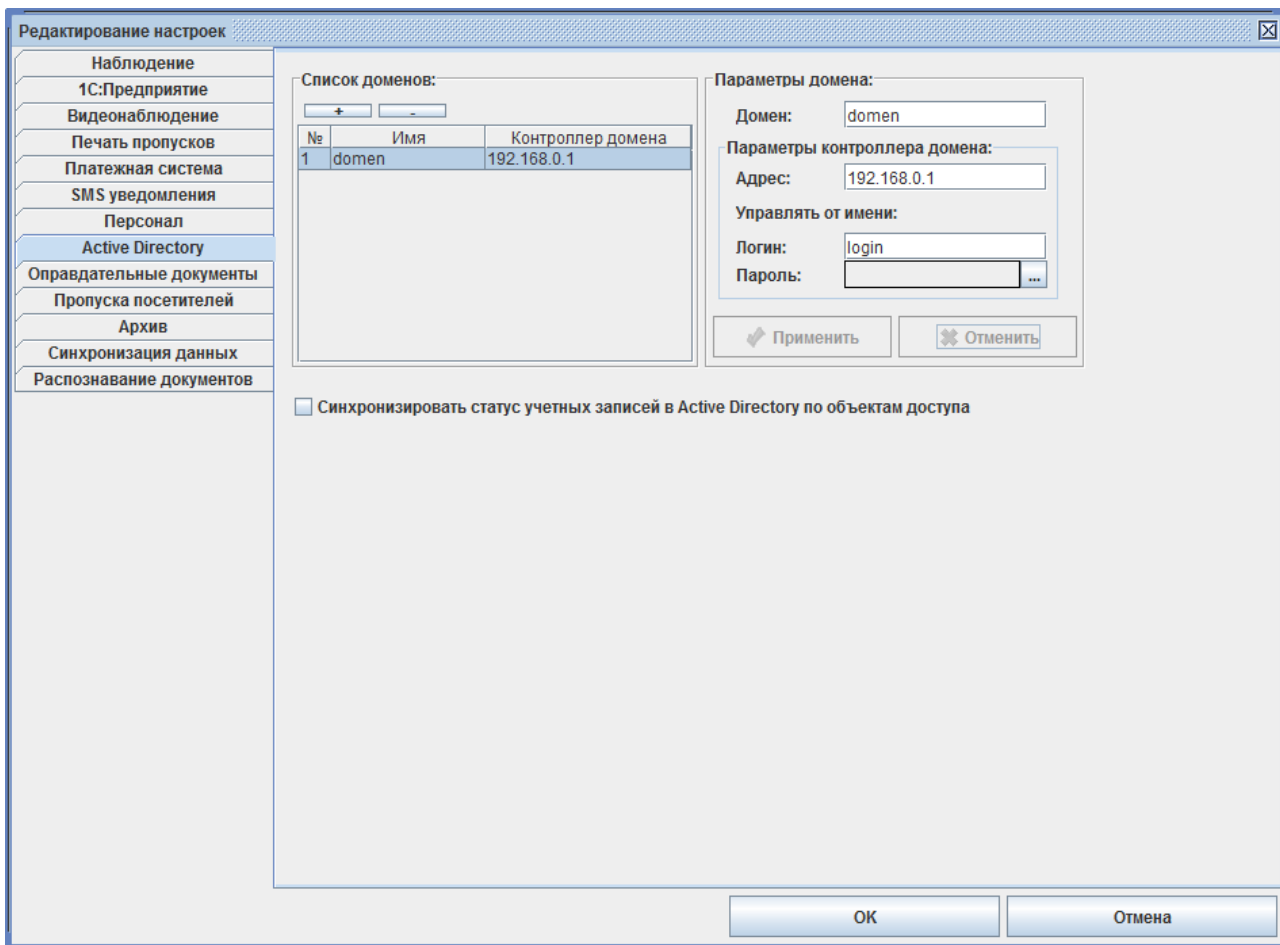 Редактирование настроек
Наблюдение
1С:Предприятие
Видеонаблюдение
Печать пропусков
Платежная система
SMS уведомления
Персонал
Active Directory
Оправдательные документы
Пропуска посетителей
Архив
Синхронизация данных
Распознавание документов
Список доменов:
+ -
№ Имя Контроллер домена
1 domen 192.168.0.1
Параметры домена:
Домен: domen
Параметры контроллера домена:
Адрес: 192.168.0.1
Управлять от имени:
Логин: login
Пароль: ...
Применить Отменить
Синхронизировать статус учетных записей в Active Directory по объектам доступа
OK Отмена